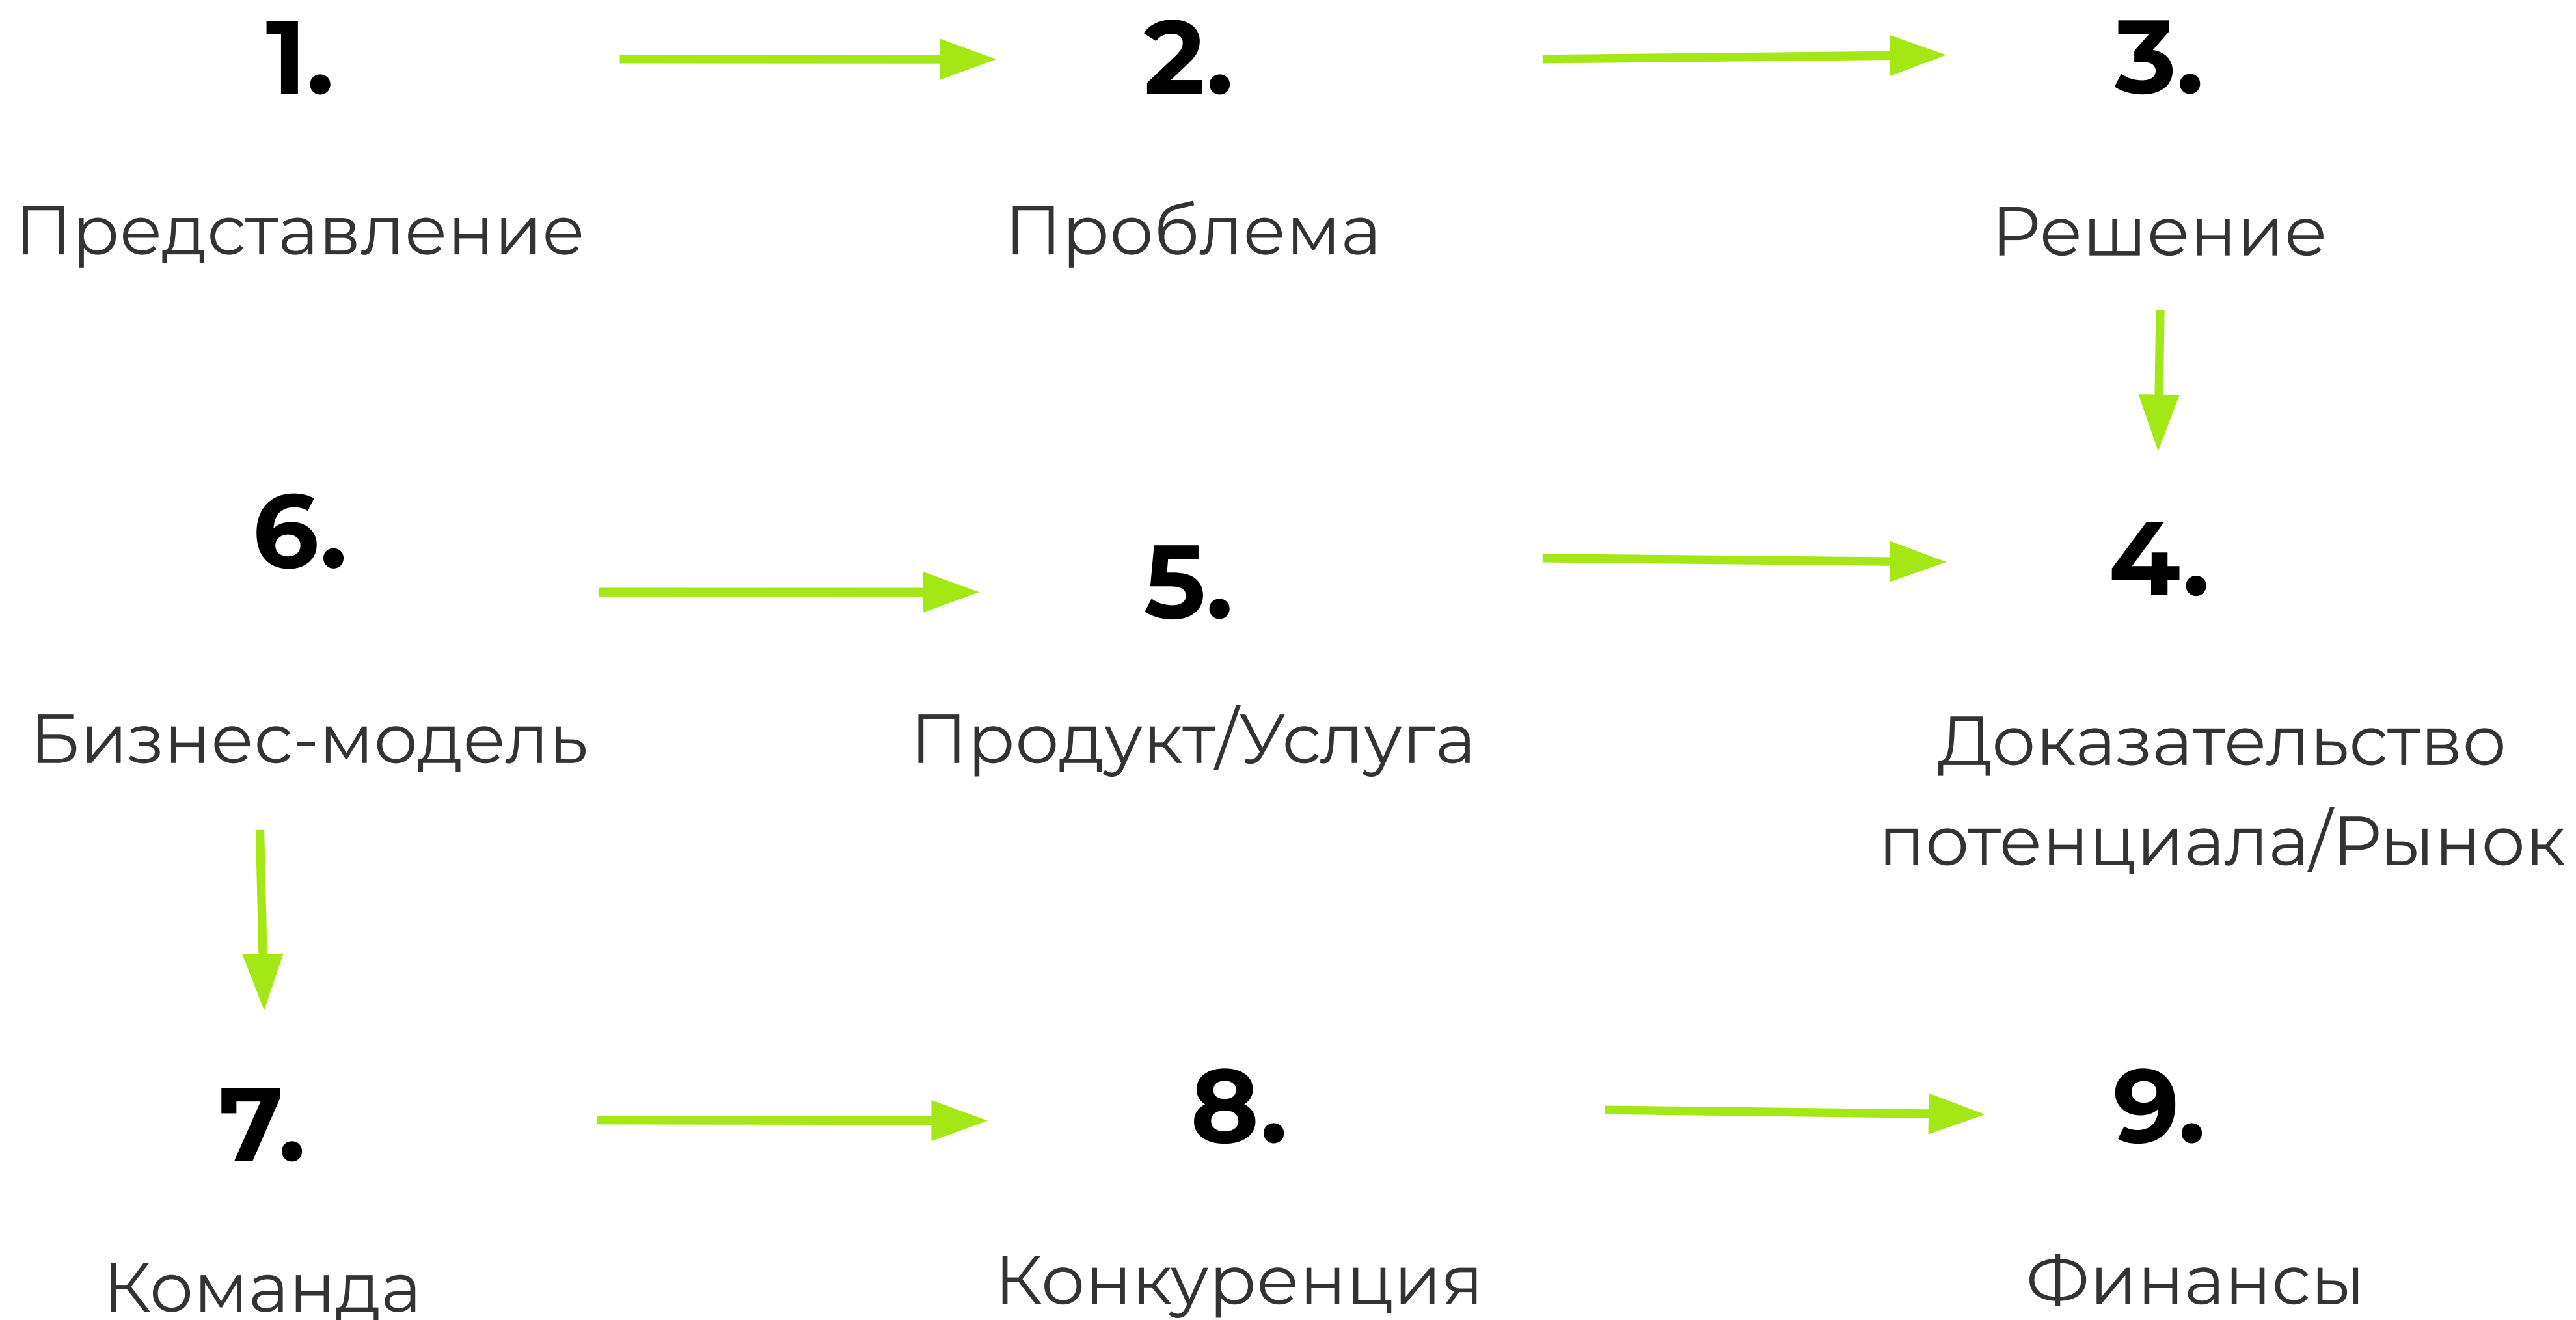 1.
2.
3.
Представление
Проблема
Решение
6.
5.
4.
Бизнес-модель
Продукт/Услуга
Доказательство
потенциала/Рынок
7.
8.
9.
Команда
Конкуренция
Финансы